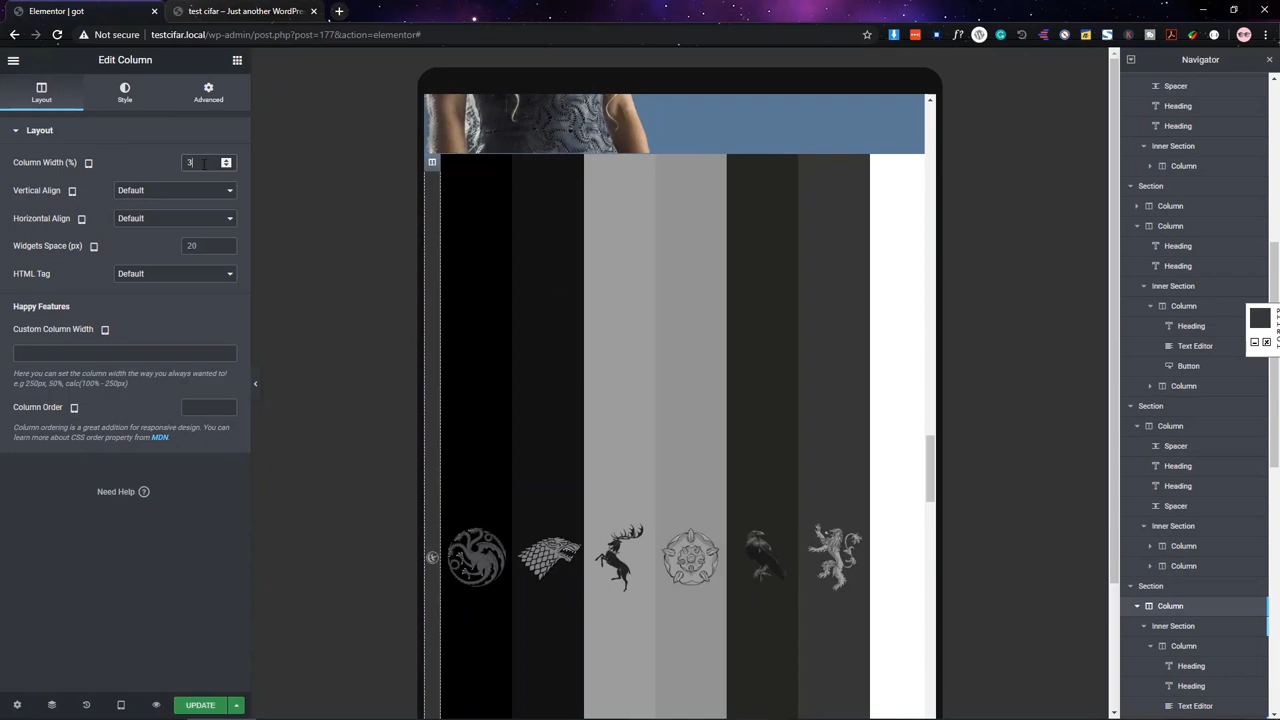 Elementor | got
testcifar – Just another WordPre
Not secure
testcifar.local/wp-admin/post.php?post=177&action=elementor#
Edit Column
Layout
Style
Advanced
Layout
Column Width (%)
3
Vertical Align
Default
Horizontal Align
Default
Widgets Space (px)
20
HTML Tag
Default
Happy Features
Custom Column Width
Here you can set the column width the way you always wanted!
e.g 250px, 50%, calc(100% - 250px)
Column Order
Column ordering is a great addition for responsive design. You can
learn more about CSS order property from MDN.
Need Help
UPDATE
Navigator
Spacer
Heading
Heading
Inner Section
Column
Section
Column
Column
Heading
Heading
Inner Section
Column
Heading
Text Editor
Button
Column
Section
Column
Spacer
Heading
Heading
Spacer
Inner Section
Column
Column
Section
Column
Inner Section
Column
Heading
Heading
Text Editor